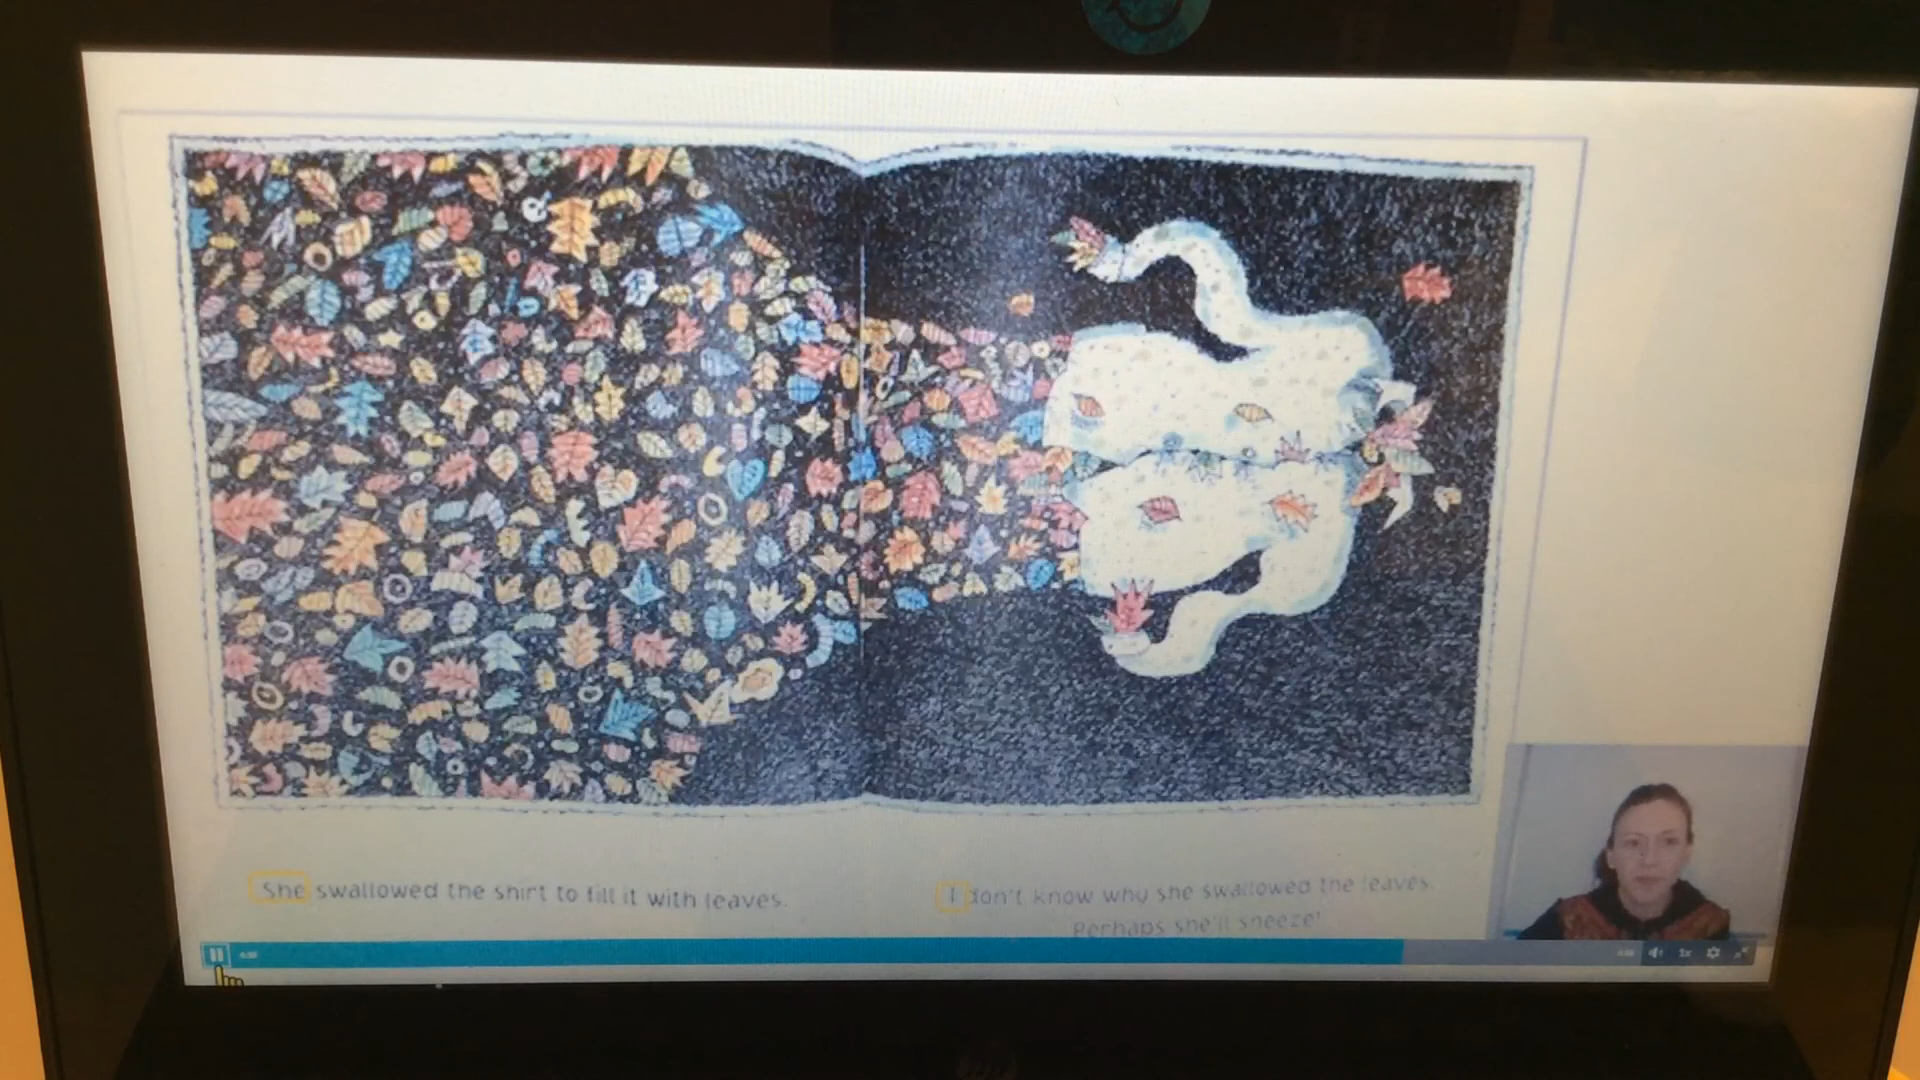 She swallowed the shirt to fill it with leaves.
I don't know why she swallowed the leaves.
Perhaps she'll sneeze!
1x